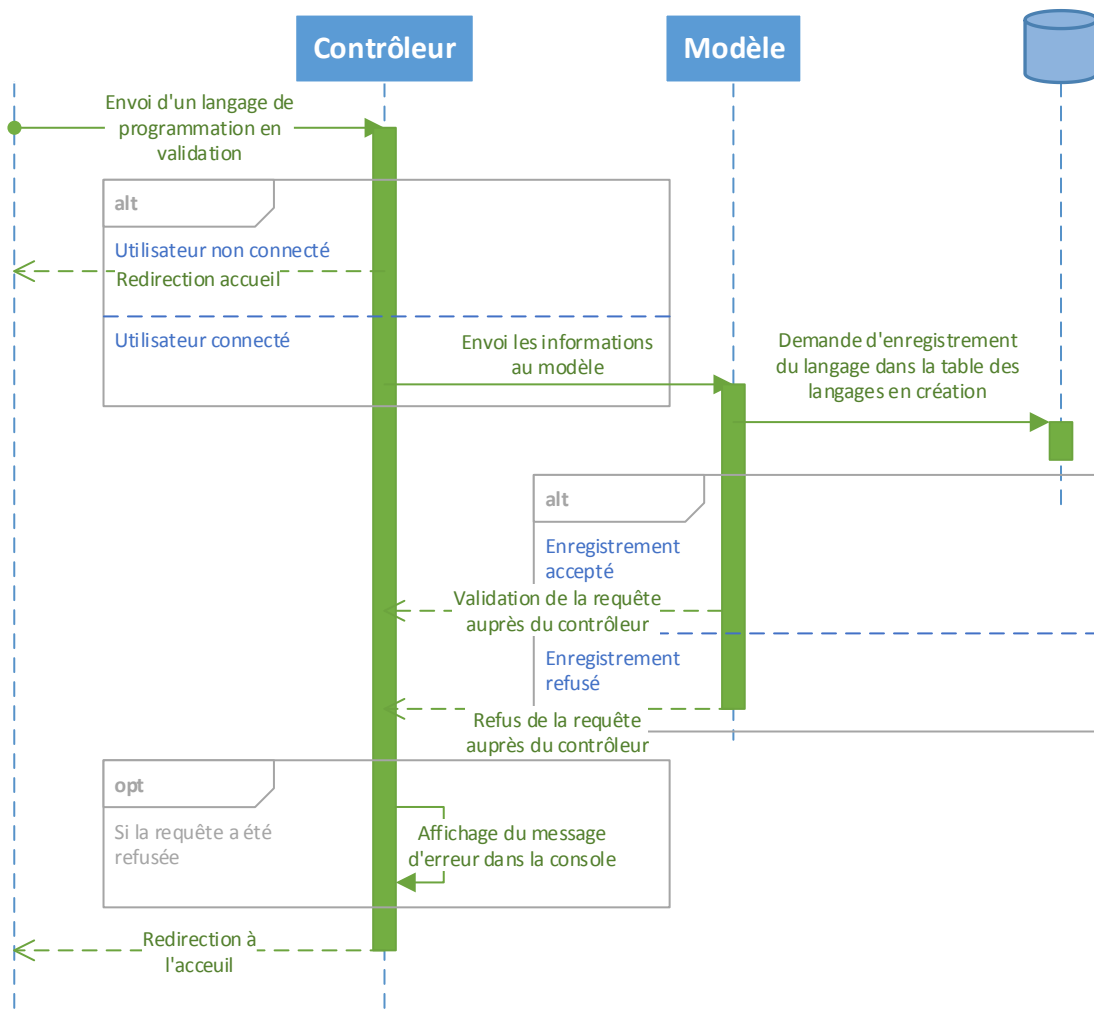 Contrôleur
Modèle
Envoi d'un langage de
programmation en
validation
alt
Utilisateur non connecté
Redirection accueil
Utilisateur connecté
Envoi les informations
au modèle
Demande d'enregistrement
du langage dans la table des
langages en création
alt
Enregistrement
accepté
Validation de la requête
auprès du contrôleur
Enregistrement
refusé
Refus de la requête
auprès du contrôleur
opt
Si la requête a été
refusée
Affichage du message
d'erreur dans la console
Redirection à
l'acceuil